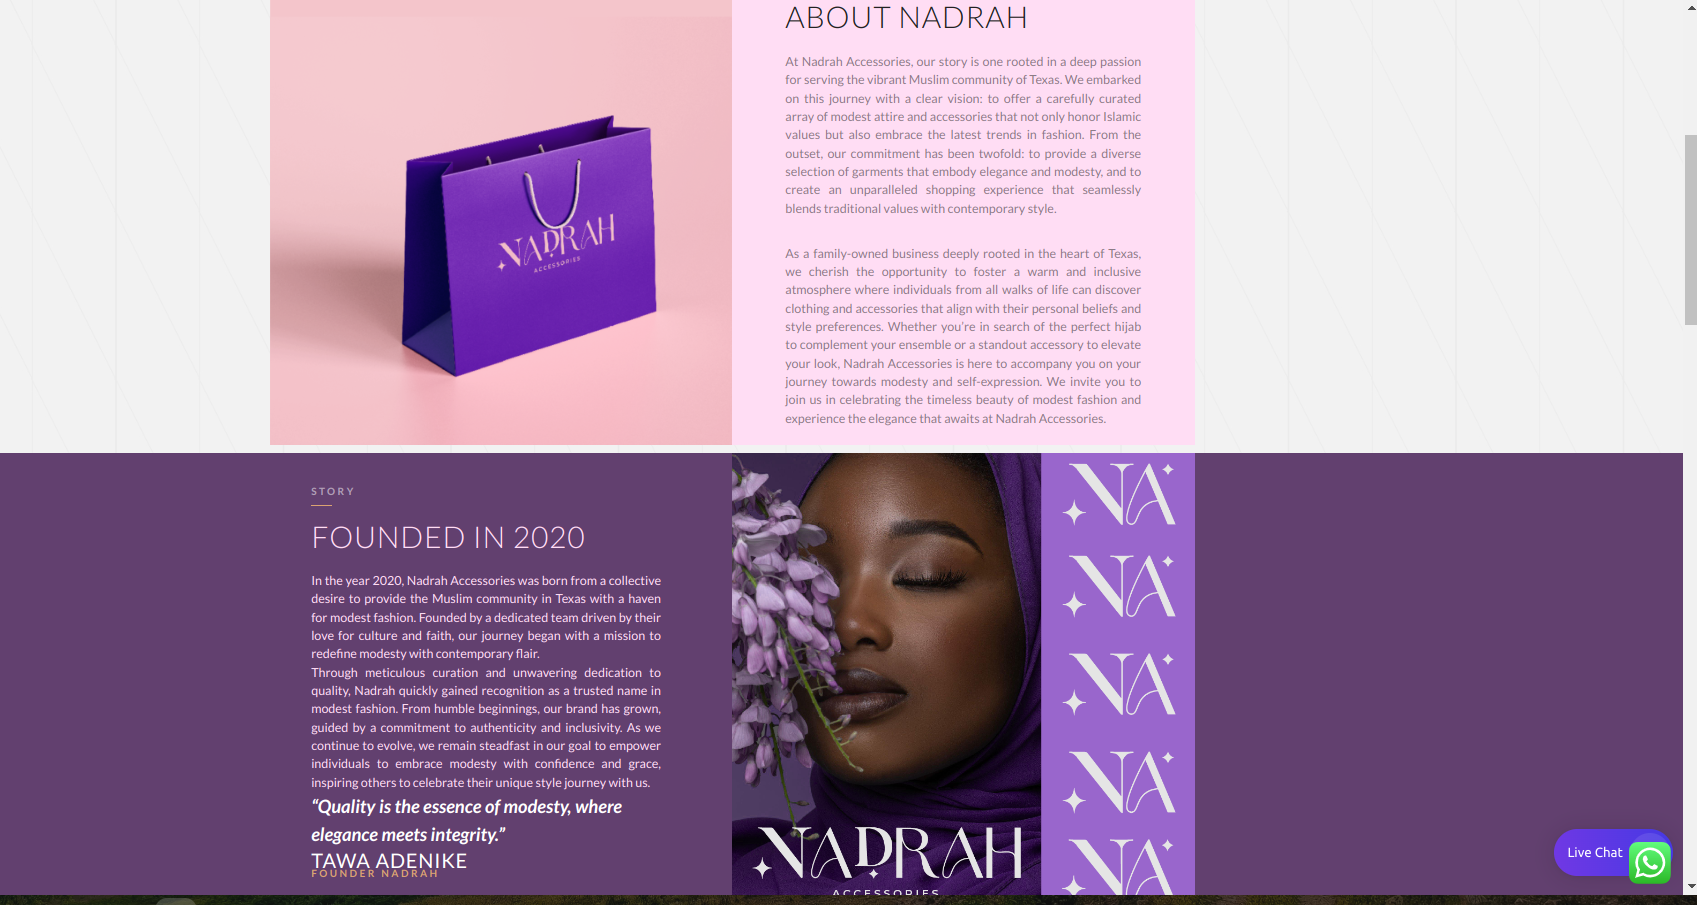 ABOUT NADRAH
At Nadrah Accessories, our story is one rooted in a deep passion
for serving the vibrant Muslim community of Texas. We embarked
on this journey with a clear vision: to offer a carefully curated
array of modest attire and accessories that not only honor Islamic
values but also embrace the latest trends in fashion. From the
outset, our commitment has been twofold: to provide a diverse
selection of garments that embody elegance and modesty, and to
create an unparalleled shopping experience that seamlessly
blends traditional values with contemporary style.
As a family-owned business deeply rooted in the heart of Texas,
we cherish the opportunity to foster a warm and inclusive
atmosphere where individuals from all walks of life can discover
clothing and accessories that align with their personal beliefs and
style preferences. Whether you're in search of the perfect hijab
to complement your ensemble or a standout accessory to elevate
your look, Nadrah Accessories is here to accompany you on your
journey towards modesty and self-expression. We invite you to
join us in celebrating the timeless beauty of modest fashion and
experience the elegance that awaits at Nadrah Accessories.
NADRAH
ACCESSORIES
STORY
FOUNDED IN 2020
In the year 2020, Nadrah Accessories was born from a collective
desire to provide the Muslim community in Texas with a haven
for modest fashion. Founded by a dedicated team driven by their
love for culture and faith, our journey began with a mission to
redefine modesty with contemporary flair.
Through meticulous curation and unwavering dedication to
quality, Nadrah quickly gained recognition as a trusted name in
modest fashion. From humble beginnings, our brand has grown,
guided by a commitment to authenticity and inclusivity. As we
continue to evolve, we remain steadfast in our goal to empower
individuals to embrace modesty with confidence and grace,
inspiring others to celebrate their unique style journey with us.
“Quality is the essence of modesty, where
elegance meets integrity.”
TAWA ADENIKE
FOUNDER NADRAH
NADRAH
ACCESSORIES
NA
NA
NA
NA
NA
Live Chat